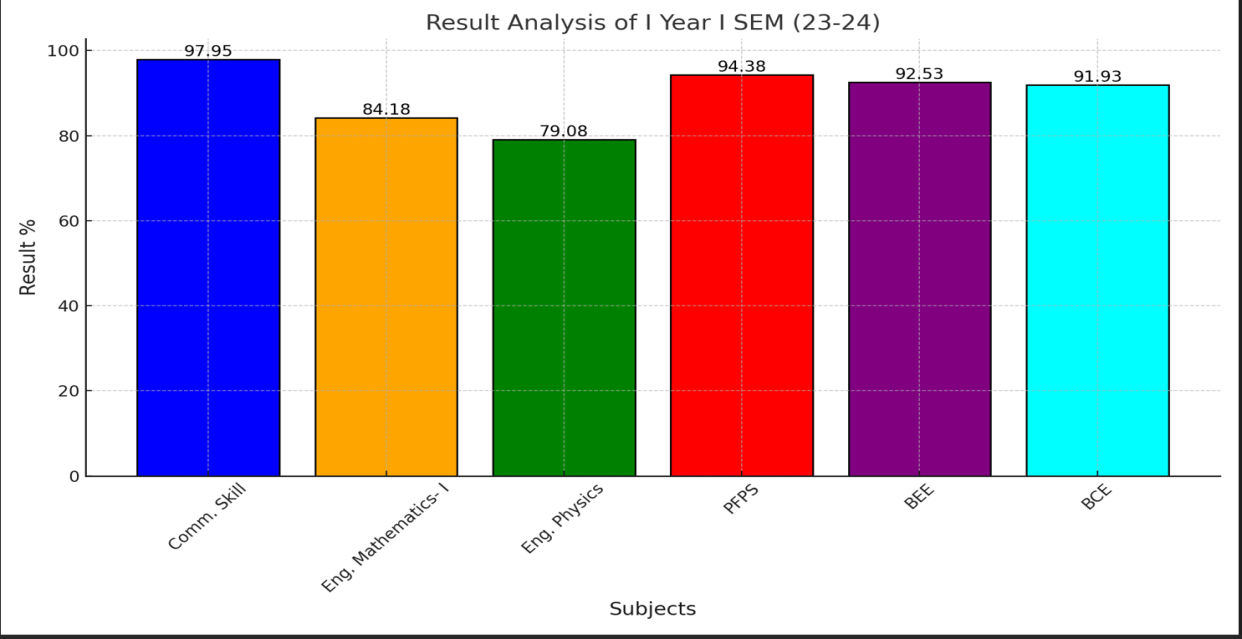 Result Analysis of I Year I SEM (23-24)
Result %
100
80
60
40
20
0
97.95
84.18
79.08
94.38
92.53
91.93
Comm. Skill
Eng. Mathematics- I
Eng. Physics
PFPS
BEE
BCE
Subjects